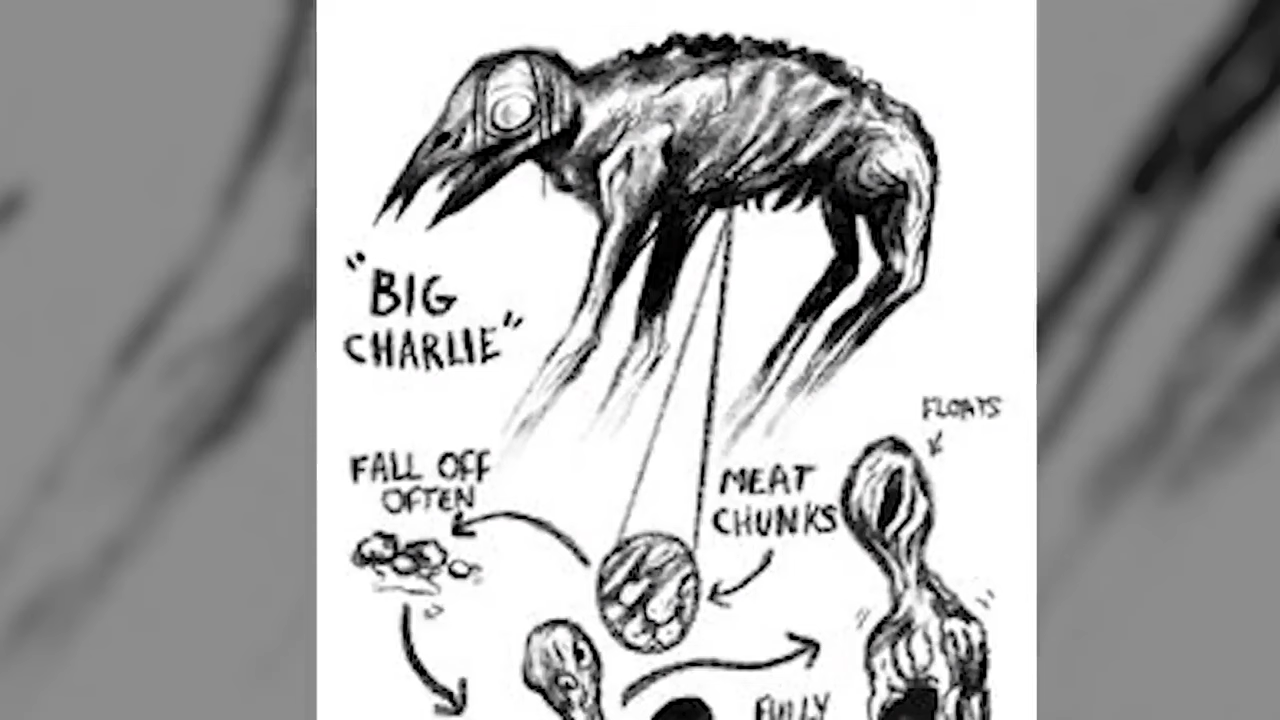 "BIG
CHARLIE"
FLOATS
FALL OFF
OFTEN
MEAT
CHUNKS
FULLY